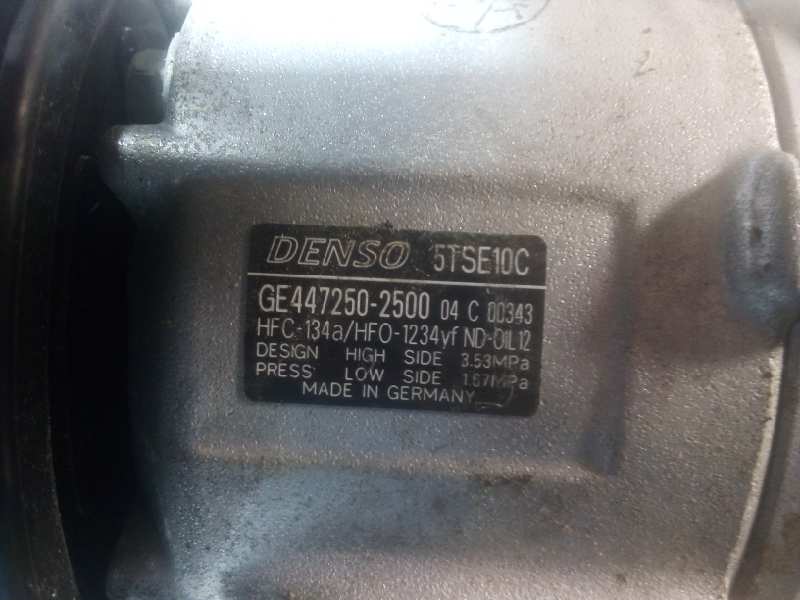 DENSO 5TSE10C
GE447250-2500 04 C 00343
HFC-134a/HFO-1234yf ND-OIL12
DESIGN HIGH SIDE 3.53MPa
PRESS LOW SIDE 1.67MPa
MADE IN GERMANY